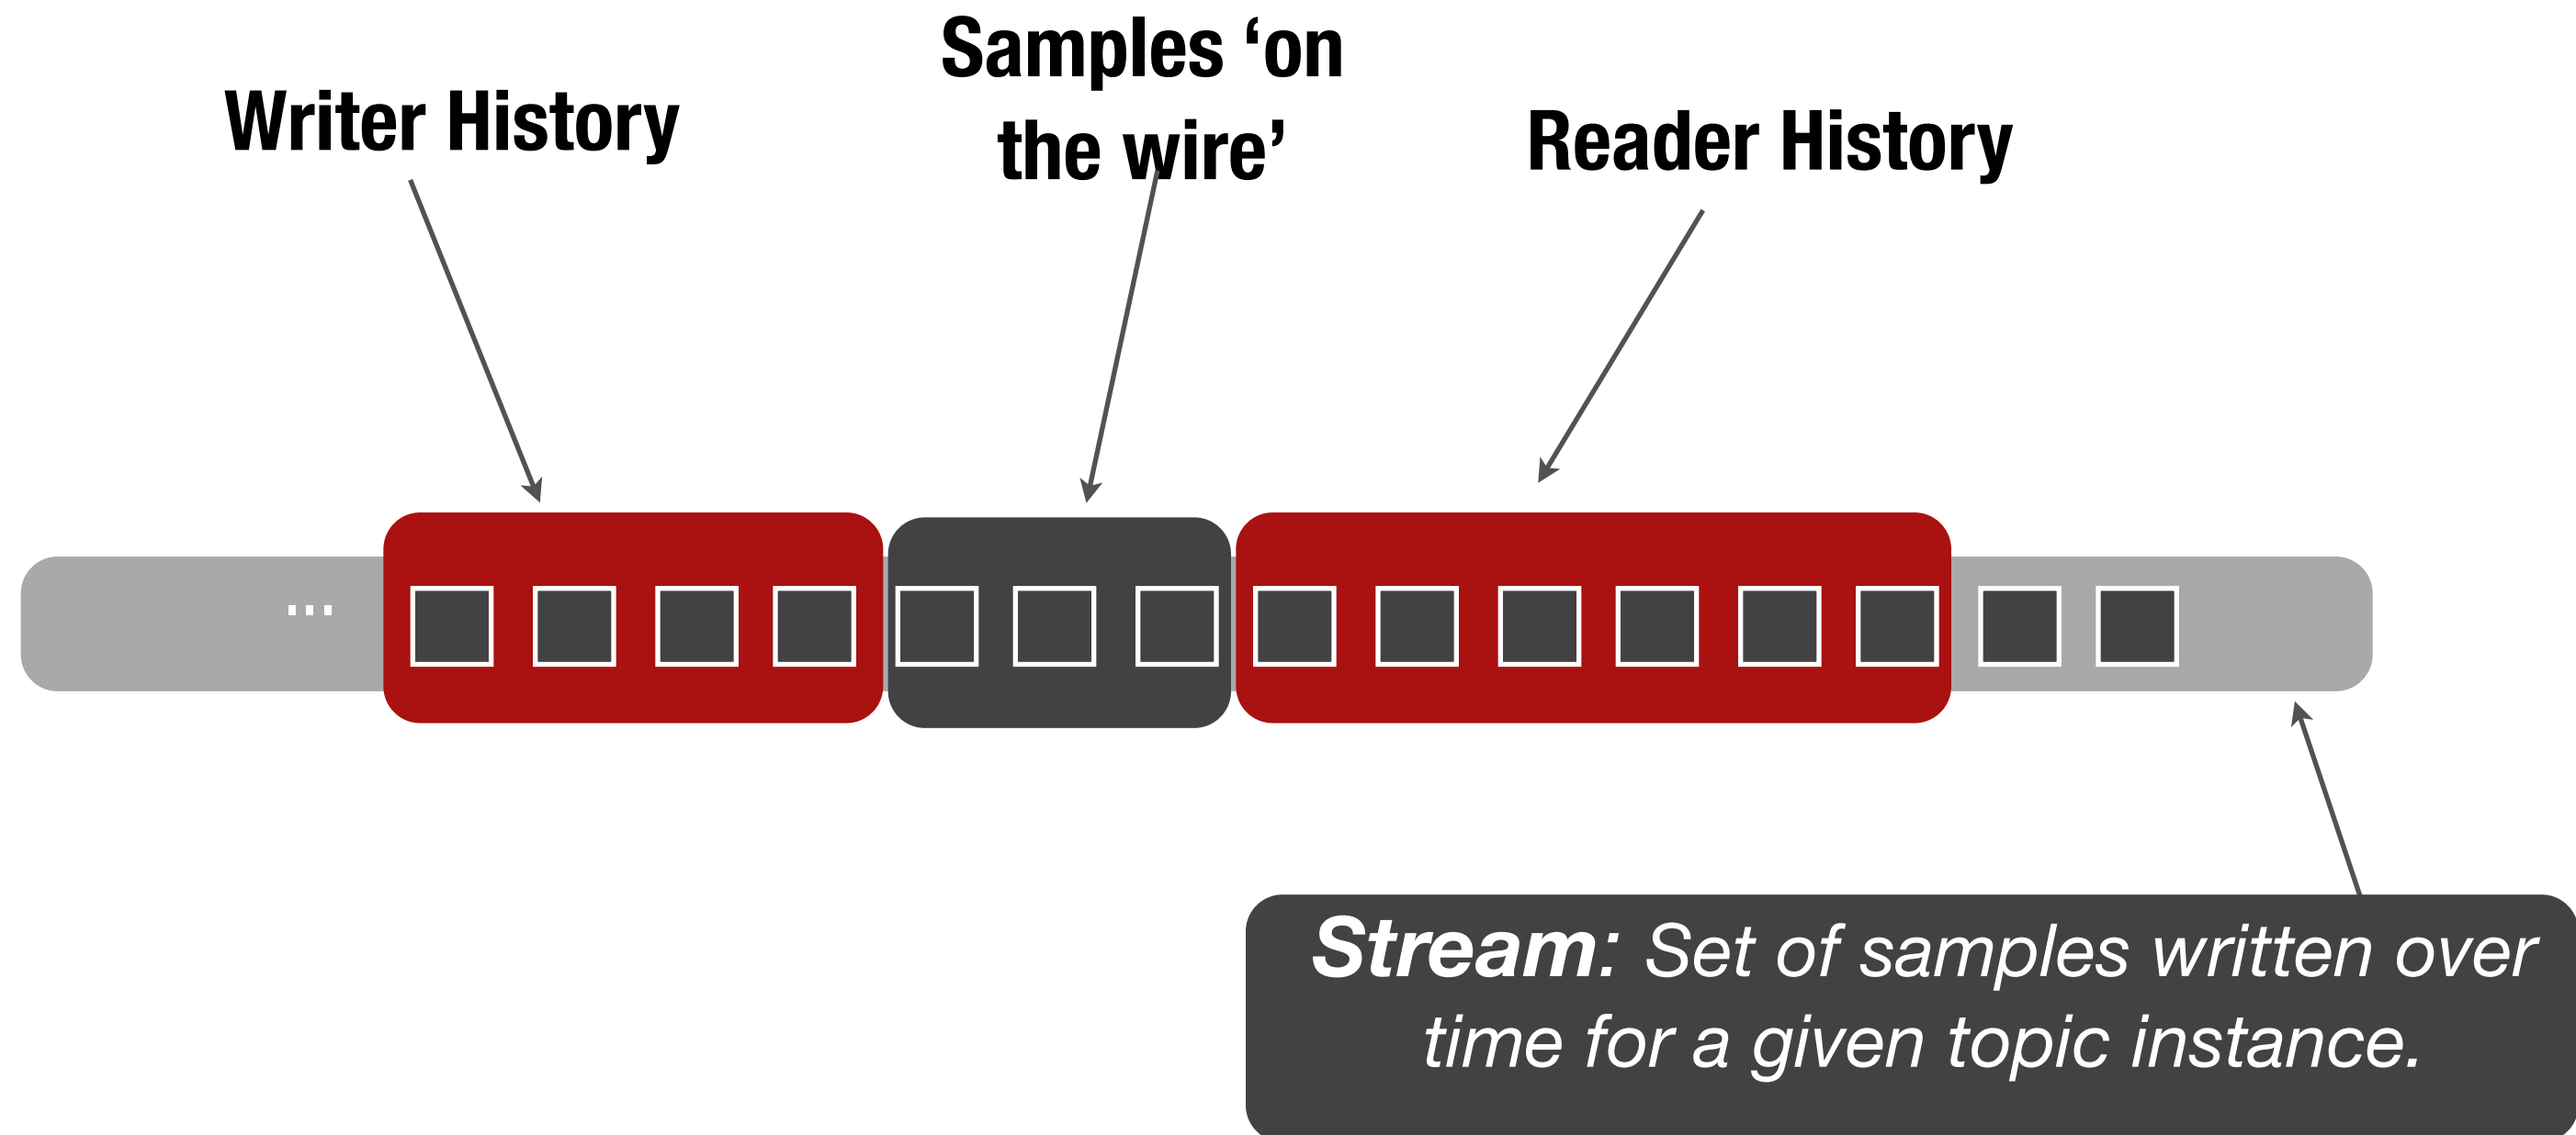 Writer History
Samples ‘on
the wire’
Reader History
...
Stream: Set of samples written over
time for a given topic instance.